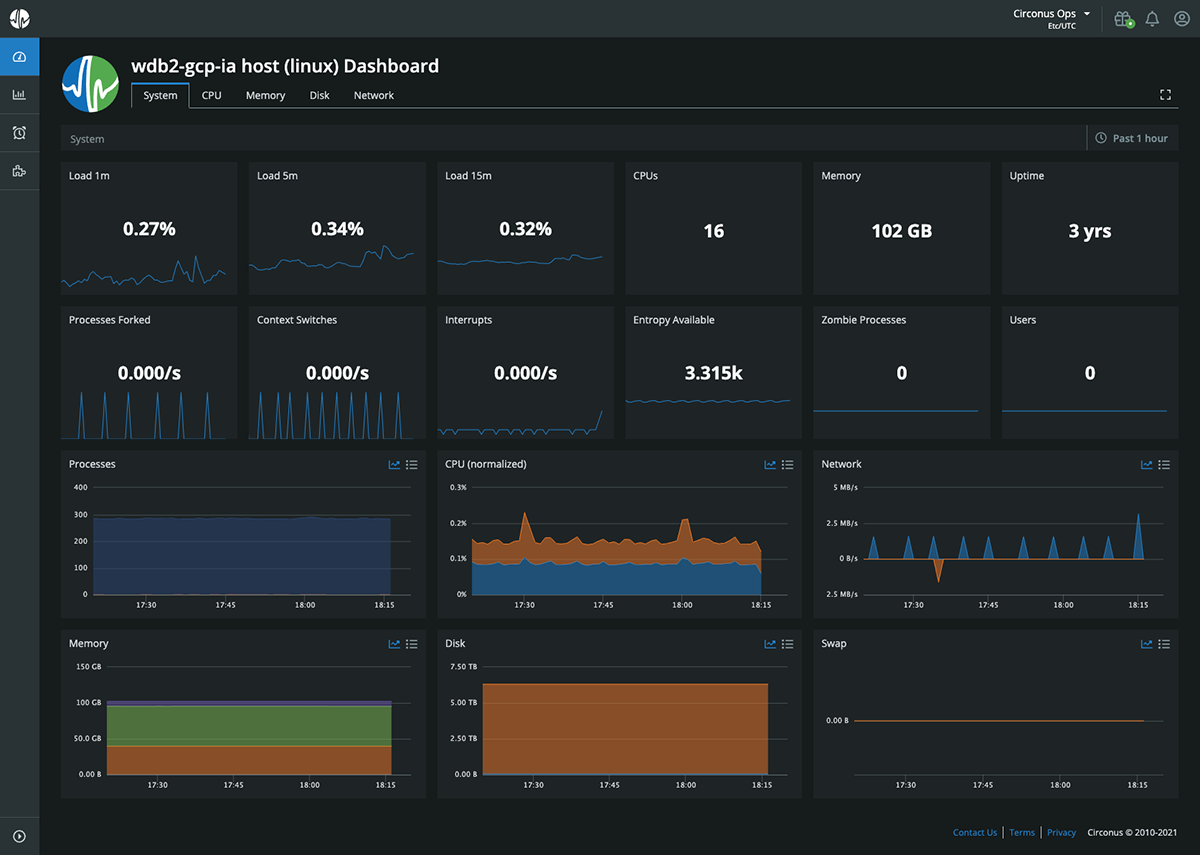 Circonus Ops
Etc/UTC
wdb2-gcp-ia host (linux) Dashboard
System CPU Memory Disk Network
System Past 1 hour
Load 1m Load 5m Load 15m CPUs Memory Uptime
0.27% 0.34% 0.32% 16 102 GB 3 yrs
Processes Forked Context Switches Interrupts Entropy Available Zombie Processes Users
0.000/s 0.000/s 0.000/s 3.315k 0 0
Processes
400
300
200
100
0
17:30 17:45 18:00 18:15
CPU (normalized)
0.3%
0.2%
0.1%
0%
17:30 17:45 18:00 18:15
Network
5 MB/s
2.5 MB/s
0 B/s
2.5 MB/s
17:30 17:45 18:00 18:15
Memory
150 GB
100 GB
50.0 GB
0.00 B
17:30 17:45 18:00 18:15
Disk
7.50 TB
5.00 TB
2.50 TB
0.00 B
17:30 17:45 18:00 18:15
Swap
0.00 B
17:30 17:45 18:00 18:15
Contact Us Terms Privacy Circonus © 2010-2021